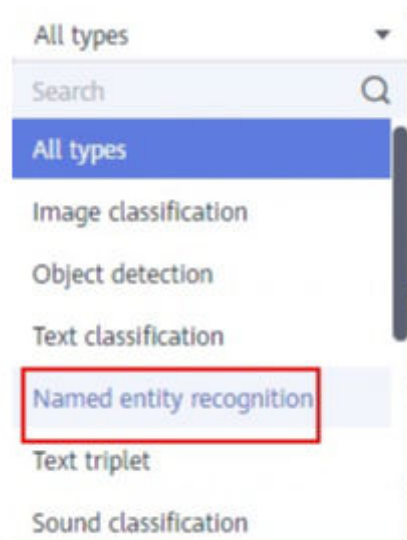 All types
Search
All types
Image classification
Object detection
Text classification
Named entity recognition
Text triplet
Sound classification